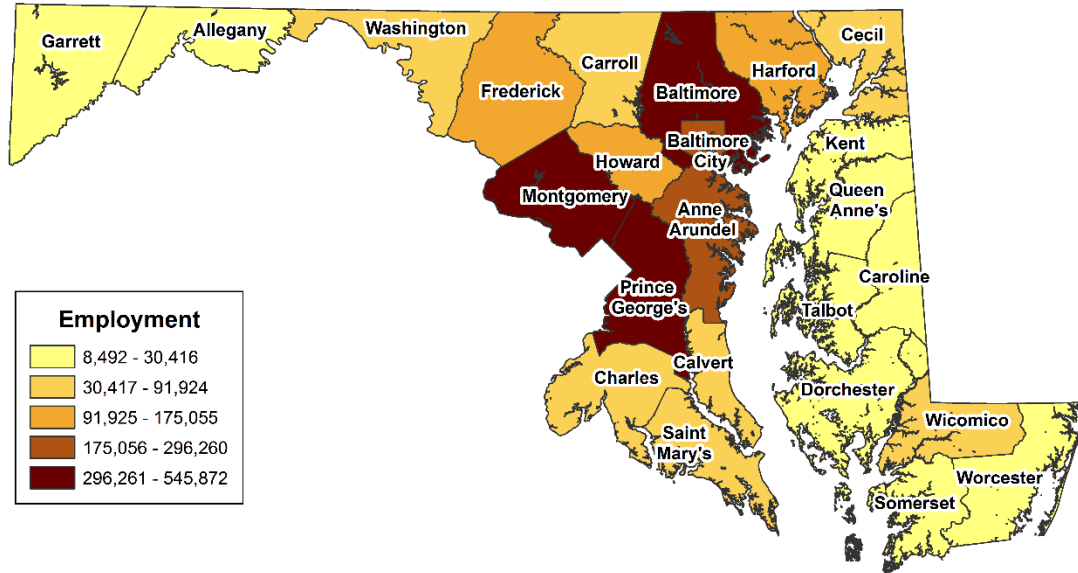 Garrett
Allegany
Washington
Frederick
Carroll
Baltimore
Harford
Cecil
Baltimore
City
Howard
Montgomery
Anne
Arundel
Kent
Queen
Anne's
Caroline
Talbot
Prince
George's
Calvert
Charles
Saint
Mary's
Dorchester
Wicomico
Worcester
Somerset
Employment
8,492 - 30,416
30,417 - 91,924
91,925 - 175,055
175,056 - 296,260
296,261 - 545,872